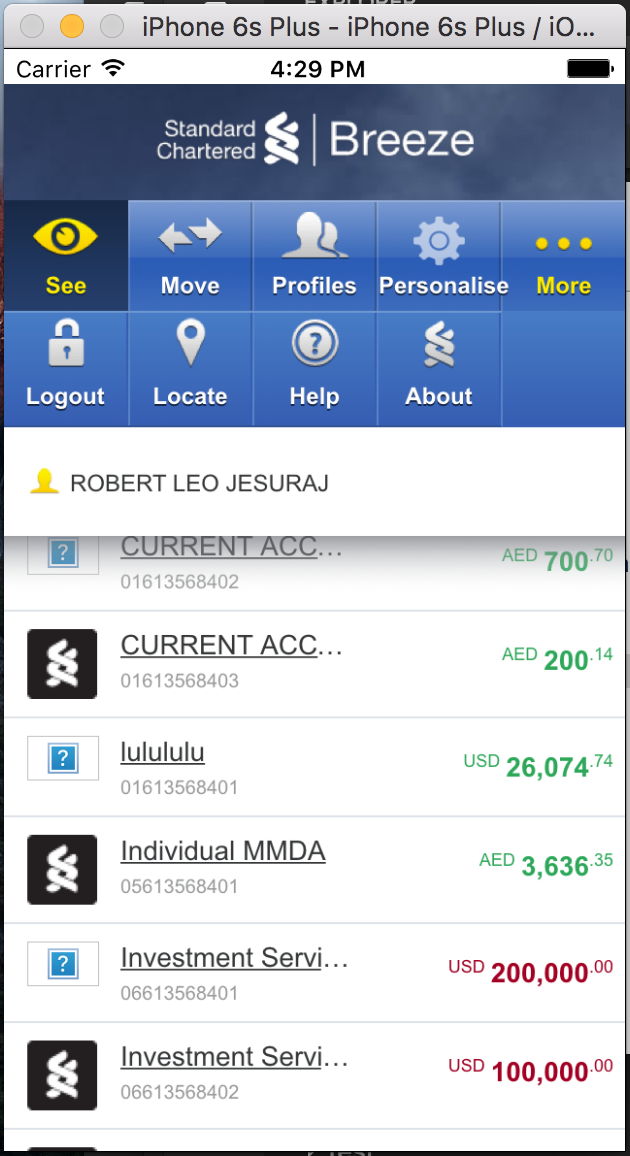 iPhone 6s Plus - iPhone 6s Plus / iO...
Carrier 4:29 PM
Standard Chartered | Breeze
See Move Profiles Personalise More
Logout Locate Help About
ROBERT LEO JESURAJ
CURRENT ACC... AED 700.70
01613568402
CURRENT ACC... AED 200.14
01613568403
lulululu USD 26,074.74
01613568401
Individual MMDA AED 3,636.35
05613568401
Investment Servi... USD 200,000.00
06613568401
Investment Servi... USD 100,000.00
06613568402